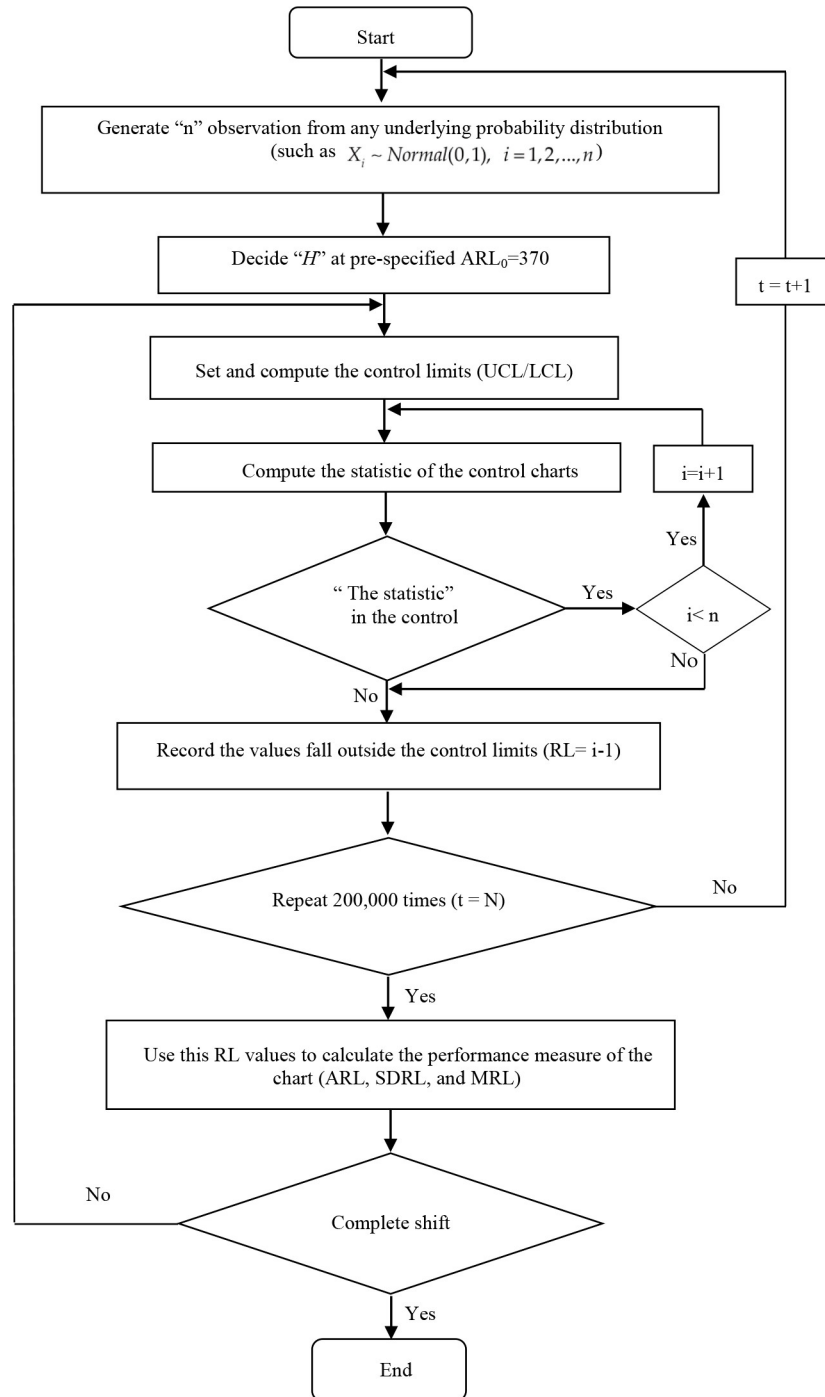 Start
Generate “n” observation from any underlying probability distribution
(such as X_i ~ Normal(0,1), i = 1,2,...,n)
Decide “H” at pre-specified ARL₀=370
t = t+1
Set and compute the control limits (UCL/LCL)
Compute the statistic of the control charts
i=i+1
Yes
“ The statistic”
in the control
Yes
i< n
No
No
Record the values fall outside the control limits (RL= i-1)
Repeat 200,000 times (t = N)
No
Yes
Use this RL values to calculate the performance measure of the
chart (ARL, SDRL, and MRL)
No
Complete shift
Yes
End